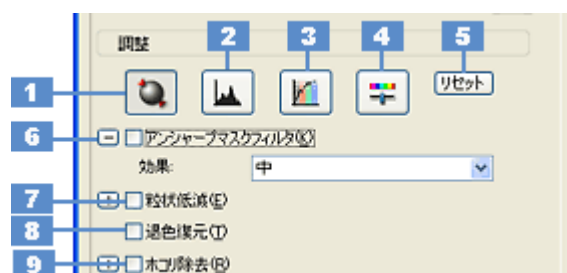 調整
2
3
4
5
1
リセット
6
アンシャープマスクフィルタ(K)
効果:
中
7
粒状低減(E)
8
退色復元(T)
9
ホコリ除去(R)